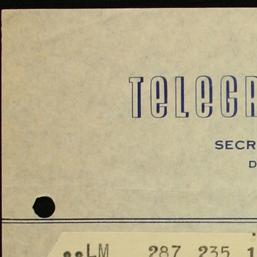 TELEGR
SECR
D
..LM 287 235 1